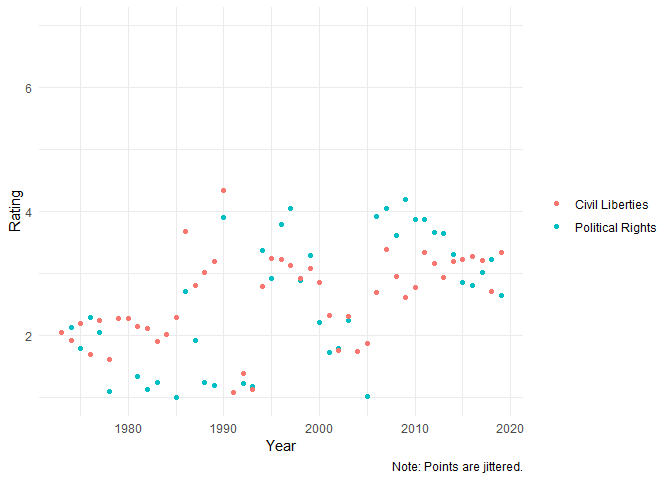 Rating
6
4
2
1980
1990
2000
2010
2020
Year
Civil Liberties
Political Rights
Note: Points are jittered.